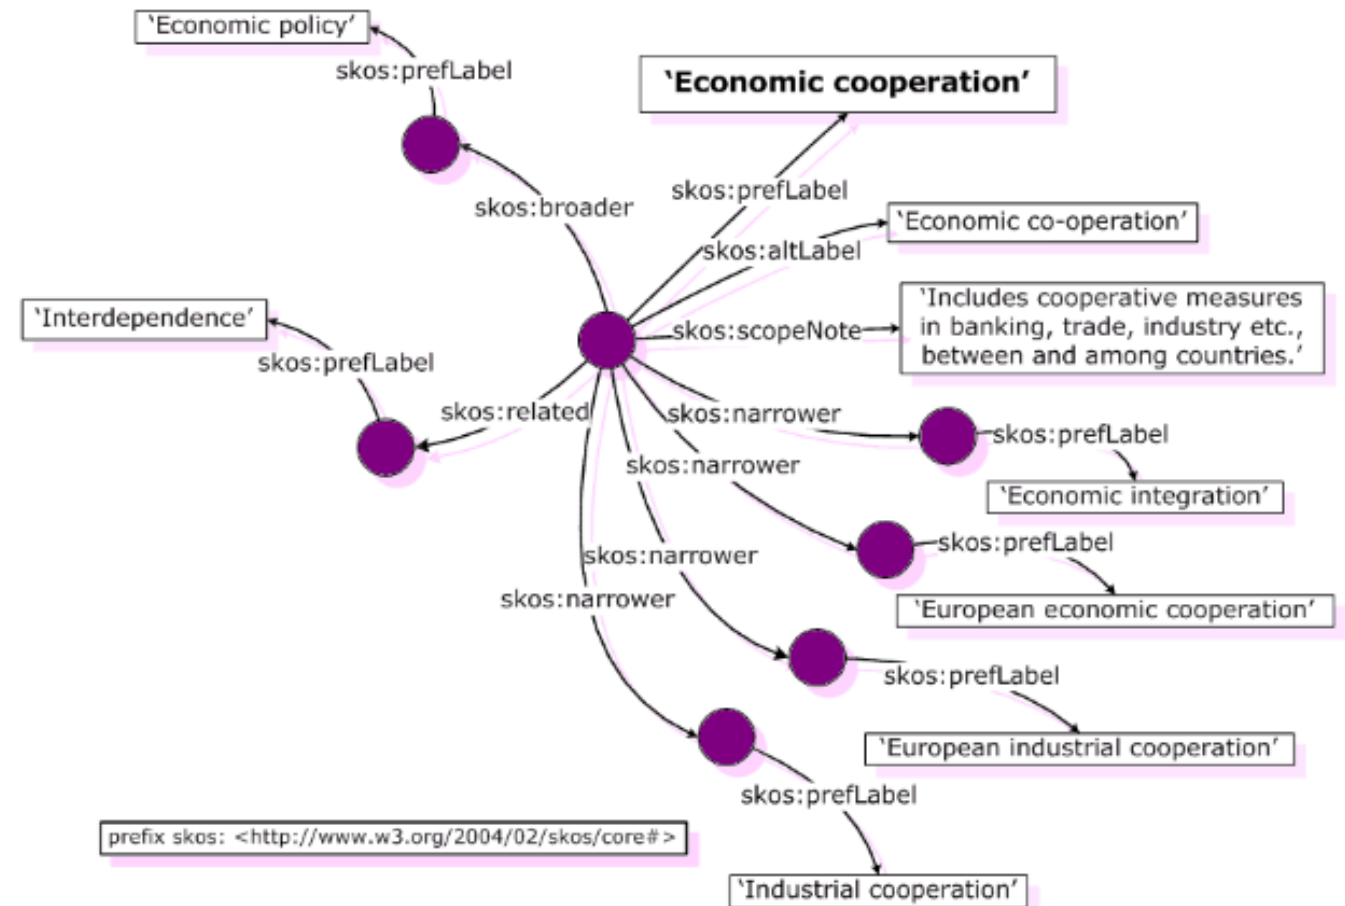 ‘Economic policy’
skos:prefLabel
‘Economic cooperation’
skos:prefLabel
skos:broader
‘Economic co-operation’
skos:altLabel
‘Interdependence’
skos:prefLabel
‘Includes cooperative measures
in banking, trade, industry etc.,
between and among countries.’
skos:scopeNote
skos:related
skos:narrower
skos:prefLabel
‘Economic integration’
skos:narrower
skos:prefLabel
‘European economic cooperation’
skos:narrower
skos:prefLabel
‘European industrial cooperation’
skos:narrower
skos:prefLabel
‘Industrial cooperation’
prefix skos: <http://www.w3.org/2004/02/skos/core#>